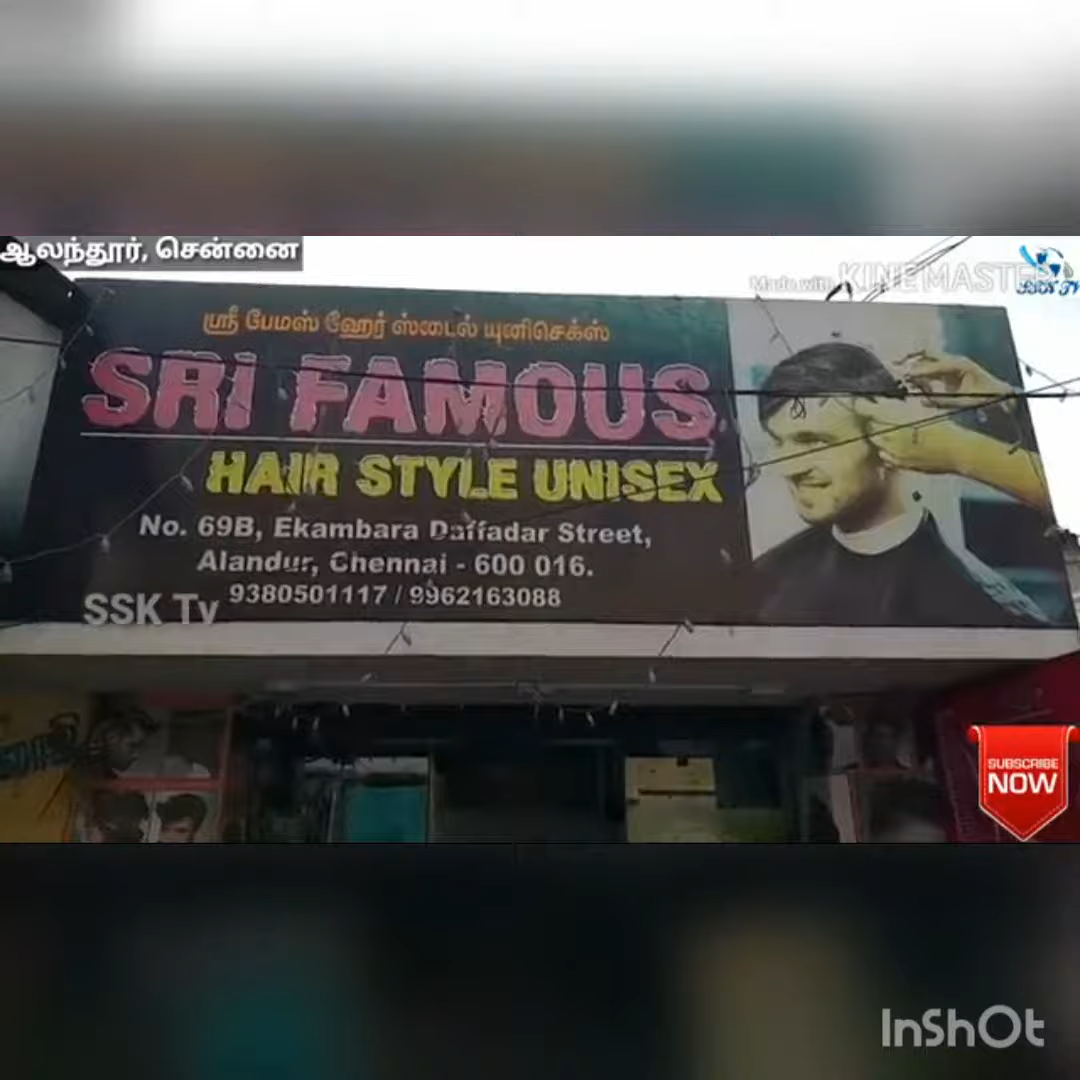 ஆலந்தூர், சென்னை
Made with KINEMASTER
ஸ்ரீ பேமஸ் ஹேர் ஸ்டைல் யுனிசெக்ஸ்
SRI FAMOUS
HAIR STYLE UNISEX
No. 69B, Ekambara Daffadar Street,
Alandur, Chennai - 600 016.
9380501117 / 9962163088
SSK Tv
SUBSCRIBE
NOW
InShOt